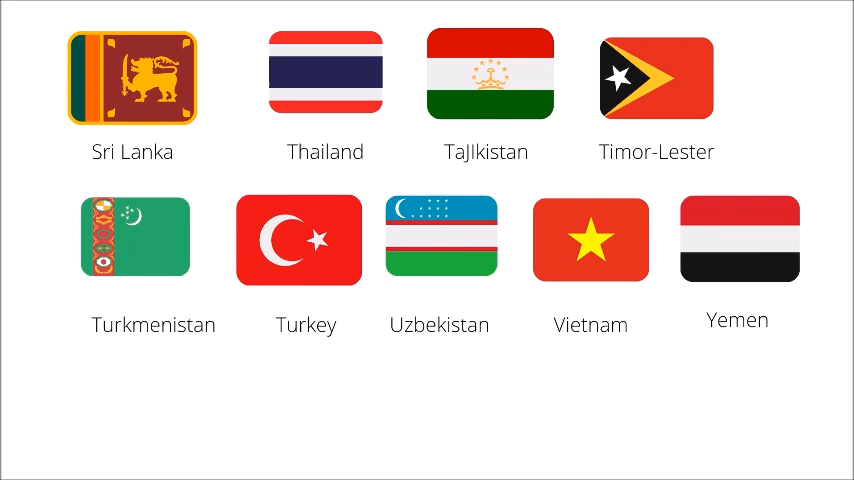 Sri Lanka
Thailand
TaJIkistan
Timor-Lester
Turkmenistan
Turkey
Uzbekistan
Vietnam
Yemen